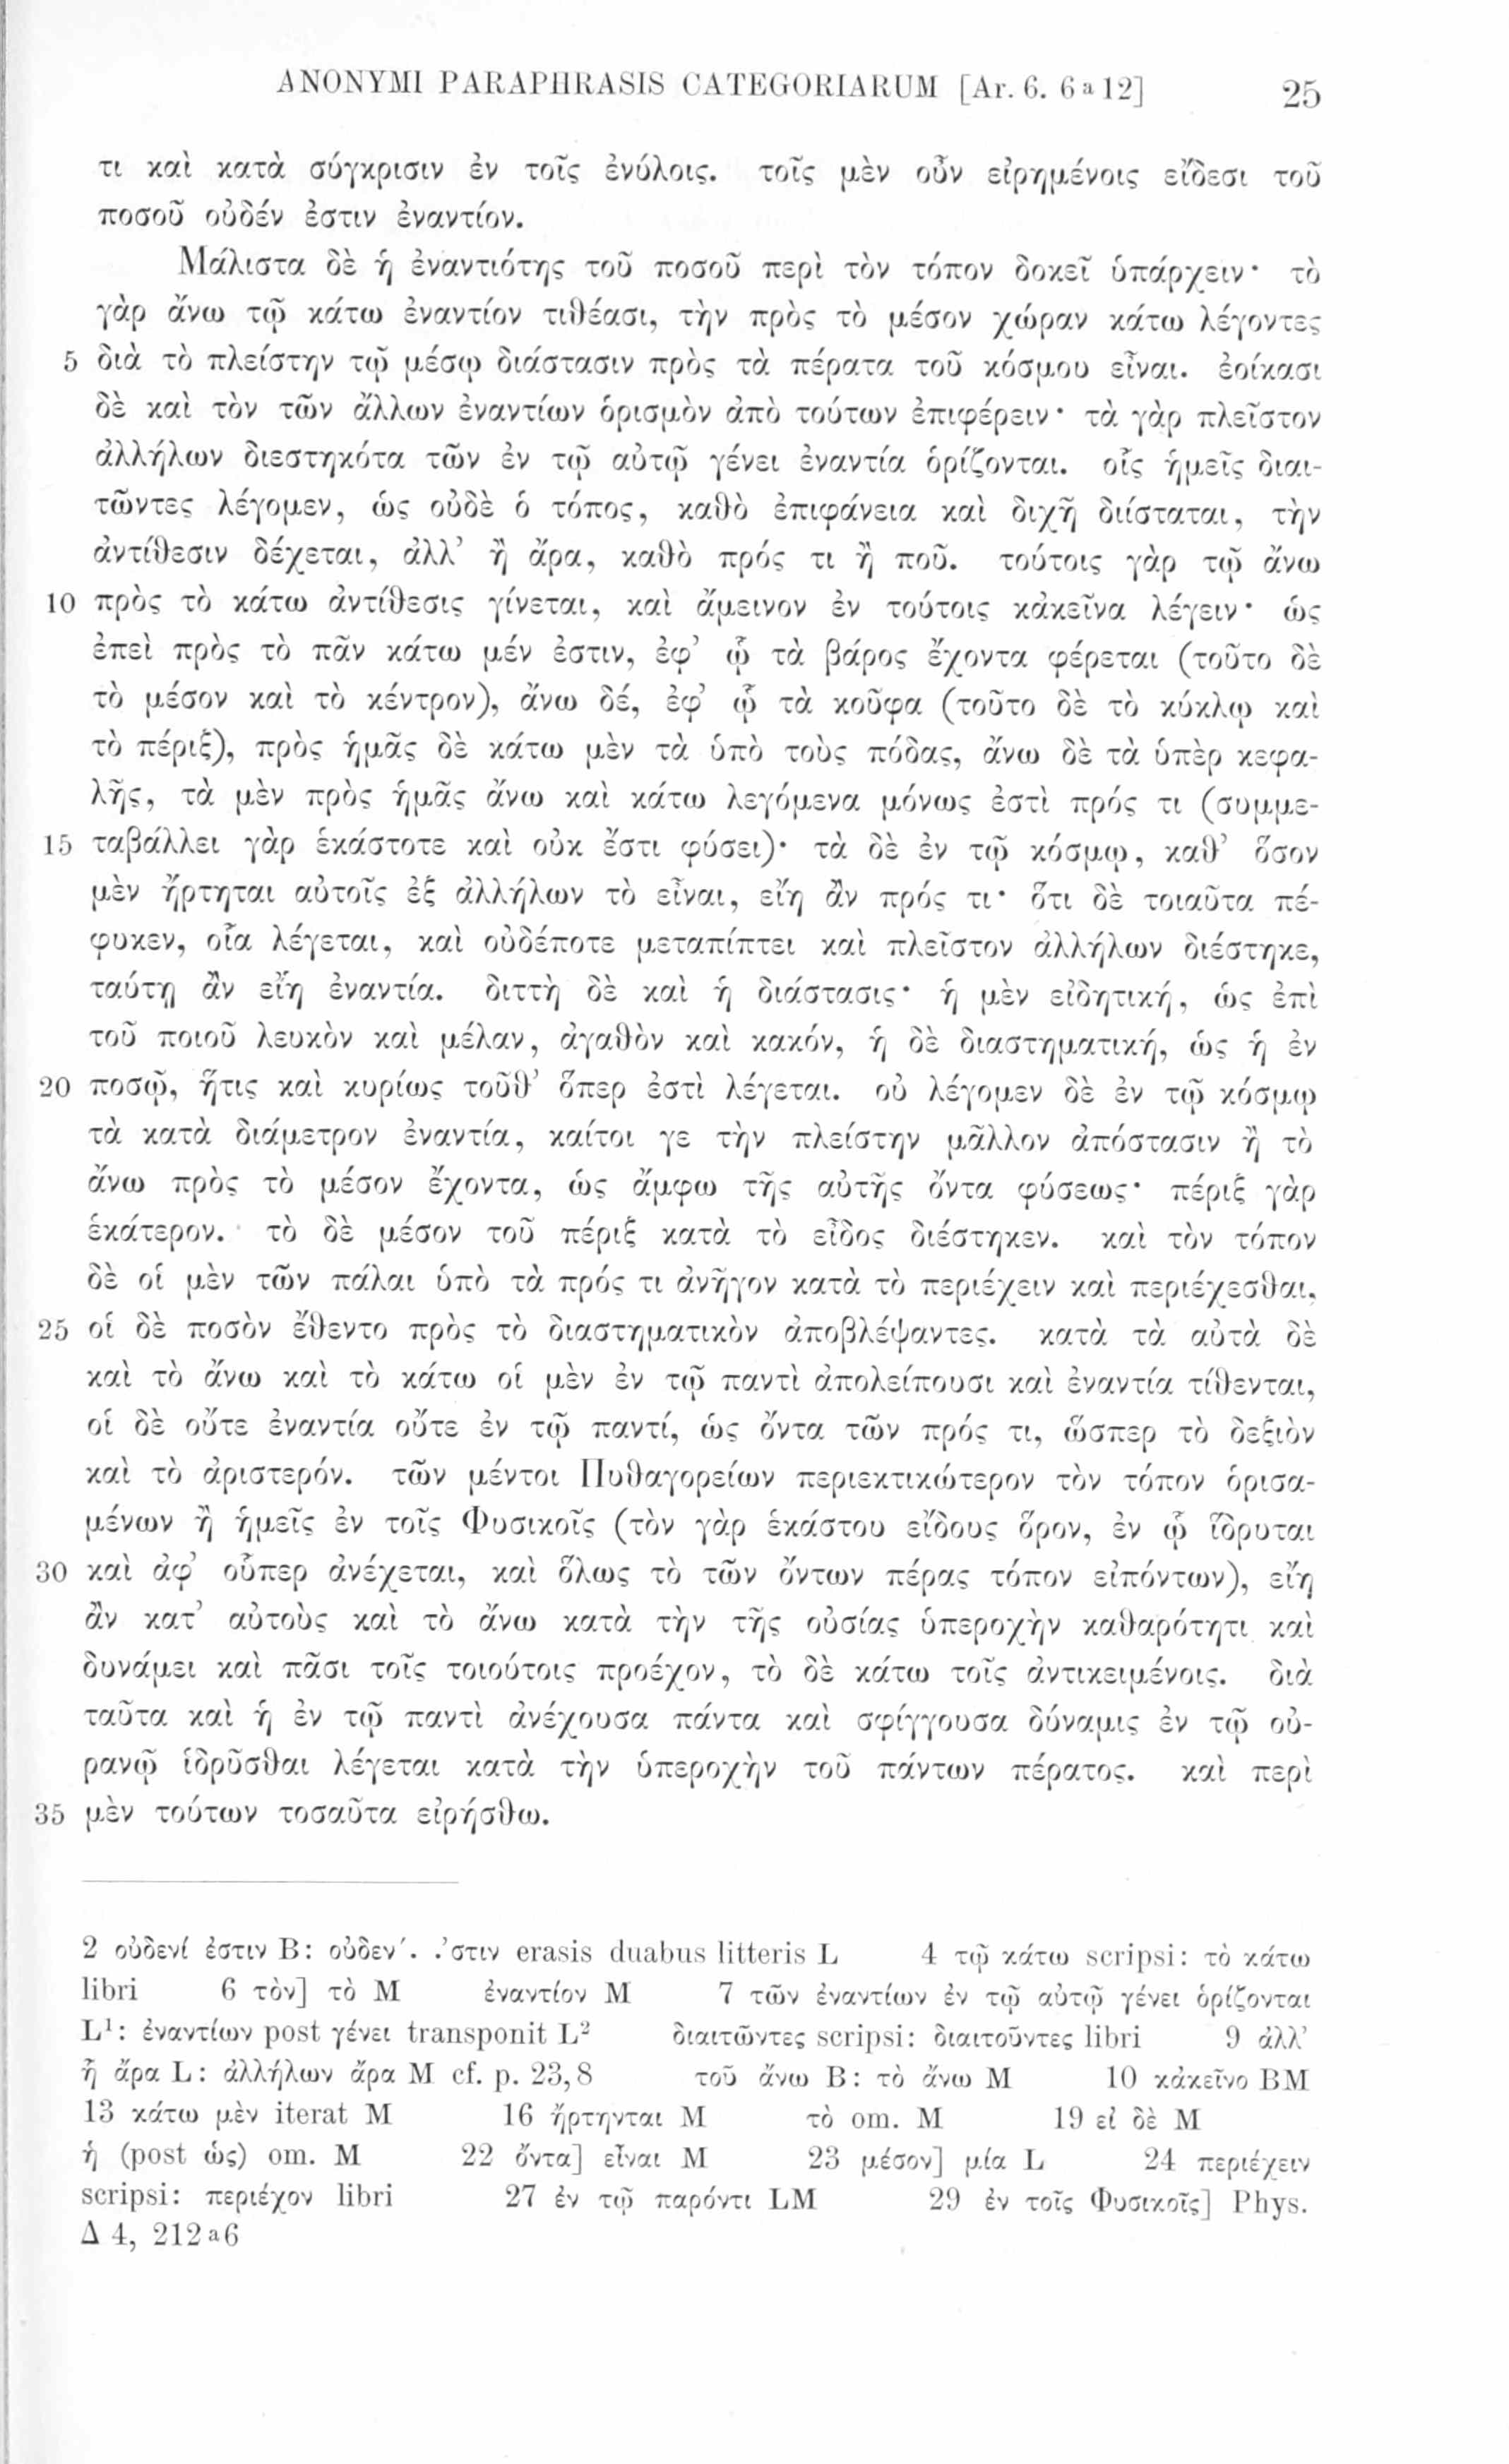 ANONYMI PARAPHRASIS CATEGORIARUM [Ar. 6. 6 a 12] 25
τι καὶ κατὰ σύγκρισιν ἐν τοῖς ἐνύλοις. τοῖς μὲν οὖν εἰρημένοις εἴδεσι τοῦ
ποσοῦ οὐδέν ἐστιν ἐναντίον.
Μάλιστα δὲ ἡ ἐναντιότης τοῦ ποσοῦ περὶ τὸν τόπον δοκεῖ ὑπάρχειν· τὸ
γὰρ ἄνω τῷ κάτω ἐναντίον τιθέασι, τὴν πρὸς τὸ μέσον χώραν κάτω λέγοντες
5 διὰ τὸ πλείστην τῷ μέσῳ διάστασιν πρὸς τὰ πέρατα τοῦ κόσμου εἶναι. ἐοίκασι
δὲ καὶ τὸν τῶν ἄλλων ἐναντίων ὁρισμὸν ἀπὸ τούτων ἐπιφέρειν· τὰ γὰρ πλεῖστον
ἀλλήλων διεστηκότα τῶν ἐν τῷ αὐτῷ γένει ἐναντία ὁρίζονται. οἷς ἡμεῖς διαι-
τῶντες λέγομεν, ὡς οὐδὲ ὁ τόπος, καθὸ ἐπιφάνεια καὶ διχῇ διίσταται, τὴν
ἀντίθεσιν δέχεται, ἀλλ’ ἢ ἄρα, καθὸ πρός τι ἢ ποῦ. τούτοις γὰρ τῷ ἄνω
10 πρὸς τὸ κάτω ἀντίθεσις γίνεται, καὶ ἄμεινον ἐν τούτοις κἀκεῖνα λέγειν· ὡς
ἐπεὶ πρὸς τὸ πᾶν κάτω μέν ἐστιν, ἐφ’ ᾧ τὰ βάρος ἔχοντα φέρεται (τοῦτο δὲ
τὸ μέσον καὶ τὸ κέντρον), ἄνω δέ, ἐφ’ ᾧ τὰ κοῦφα (τοῦτο δὲ τὸ κύκλῳ καὶ
τὸ πέριξ), πρὸς ἡμᾶς δὲ κάτω μὲν τὰ ὑπὸ τοὺς πόδας, ἄνω δὲ τὰ ὑπὲρ κεφα-
λῆς, τὰ μὲν πρὸς ἡμᾶς ἄνω καὶ κάτω λεγόμενα μόνως ἐστὶ πρός τι (συμμε-
15 ταβάλλει γὰρ ἑκάστοτε καὶ οὐκ ἔστι φύσει)· τὰ δὲ ἐν τῷ κόσμῳ, καθ’ ὅσον
μὲν ἤρτηται αὐτοῖς ἐξ ἀλλήλων τὸ εἶναι, εἴη ἂν πρός τι· ὅτι δὲ τοιαῦτα πέ-
φυκεν, οἷα λέγεται, καὶ οὐδέποτε μεταπίπτει καὶ πλεῖστον ἀλλήλων διέστηκε,
ταύτῃ ἂν εἴη ἐναντία. διττὴ δὲ καὶ ἡ διάστασις· ἡ μὲν εἰδητική, ὡς ἐπὶ
τοῦ ποιοῦ λευκὸν καὶ μέλαν, ἀγαθὸν καὶ κακόν, ἡ δὲ διαστηματική, ὡς ἡ ἐν
20 ποσῷ, ἥτις καὶ κυρίως τοῦθ’ ὅπερ ἐστὶ λέγεται. οὐ λέγομεν δὲ ἐν τῷ κόσμῳ
τὰ κατὰ διάμετρον ἐναντία, καίτοι γε τὴν πλείστην μᾶλλον ἀπόστασιν ἢ τὸ
ἄνω πρὸς τὸ μέσον ἔχοντα, ὡς ἄμφω τῆς αὐτῆς ὄντα φύσεως· πέριξ γὰρ
ἑκάτερον. τὸ δὲ μέσον τοῦ πέριξ κατὰ τὸ εἶδος διέστηκεν. καὶ τὸν τόπον
δὲ οἱ μὲν τῶν πάλαι ὑπὸ τὰ πρός τι ἀνῆγον κατὰ τὸ περιέχειν καὶ περιέχεσθαι,
25 οἱ δὲ ποσὸν ἔθεντο πρὸς τὸ διαστηματικὸν ἀποβλέψαντες. κατὰ τὰ αὐτὰ δὲ
καὶ τὸ ἄνω καὶ τὸ κάτω οἱ μὲν ἐν τῷ παντὶ ἀπολείπουσι καὶ ἐναντία τίθενται,
οἱ δὲ οὔτε ἐναντία οὔτε ἐν τῷ παντί, ὡς ὄντα τῶν πρός τι, ὥσπερ τὸ δεξιὸν
καὶ τὸ ἀριστερόν. τῶν μέντοι Πυθαγορείων περιεκτικώτερον τὸν τόπον ὁρισα-
μένων ἢ ἡμεῖς ἐν τοῖς Φυσικοῖς (τὸν γὰρ ἑκάστου εἴδους ὅρον, ἐν ᾧ ἵδρυται
30 καὶ ἀφ’ οὗπερ ἀνέχεται, καὶ ὅλως τὸ τῶν ὄντων πέρας τόπον εἰπόντων), εἴη
ἂν κατ’ αὐτοὺς καὶ τὸ ἄνω κατὰ τὴν τῆς οὐσίας ὑπεροχὴν καθαρότητι καὶ
δυνάμει καὶ πᾶσι τοῖς τοιούτοις προέχον, τὸ δὲ κάτω τοῖς ἀντικειμένοις. διὰ
ταῦτα καὶ ἡ ἐν τῷ παντὶ ἀνέχουσα πάντα καὶ σφίγγουσα δύναμις ἐν τῷ οὐ-
ρανῷ ἱδρῦσθαι λέγεται κατὰ τὴν ὑπεροχὴν τοῦ πάντων πέρατος. καὶ περὶ
35 μὲν τούτων τοσαῦτα εἰρήσθω.
2 οὐδενί ἐστιν B: οὐδεν´. .’στιν erasis duabus litteris L 4 τῷ κάτω scripsi: τὸ κάτω
libri 6 τὸν] τὸ M ἐναντίον M 7 τῶν ἐναντίων ἐν τῷ αὐτῷ γένει ὁρίζονται
L¹: ἐναντίων post γένει transponit L² διαιτῶντες scripsi: διαιτοῦντες libri 9 ἀλλ’
ἦ ἄρα L: ἀλλήλων ἄρα M cf. p. 23,8 τοῦ ἄνω B: τὸ ἄνω M 10 κἀκεῖνο BM
13 κάτω μὲν iterat M 16 ἤρτηνται M τὸ om. M 19 εἰ δὲ M
ἡ (post ὡς) om. M 22 ὄντα] εἶναι M 23 μέσον] μία L 24 περιέχειν
scripsi: περιέχον libri 27 ἐν τῷ παρόντι LM 29 ἐν τοῖς Φυσικοῖς] Phys.
Δ 4, 212 a 6